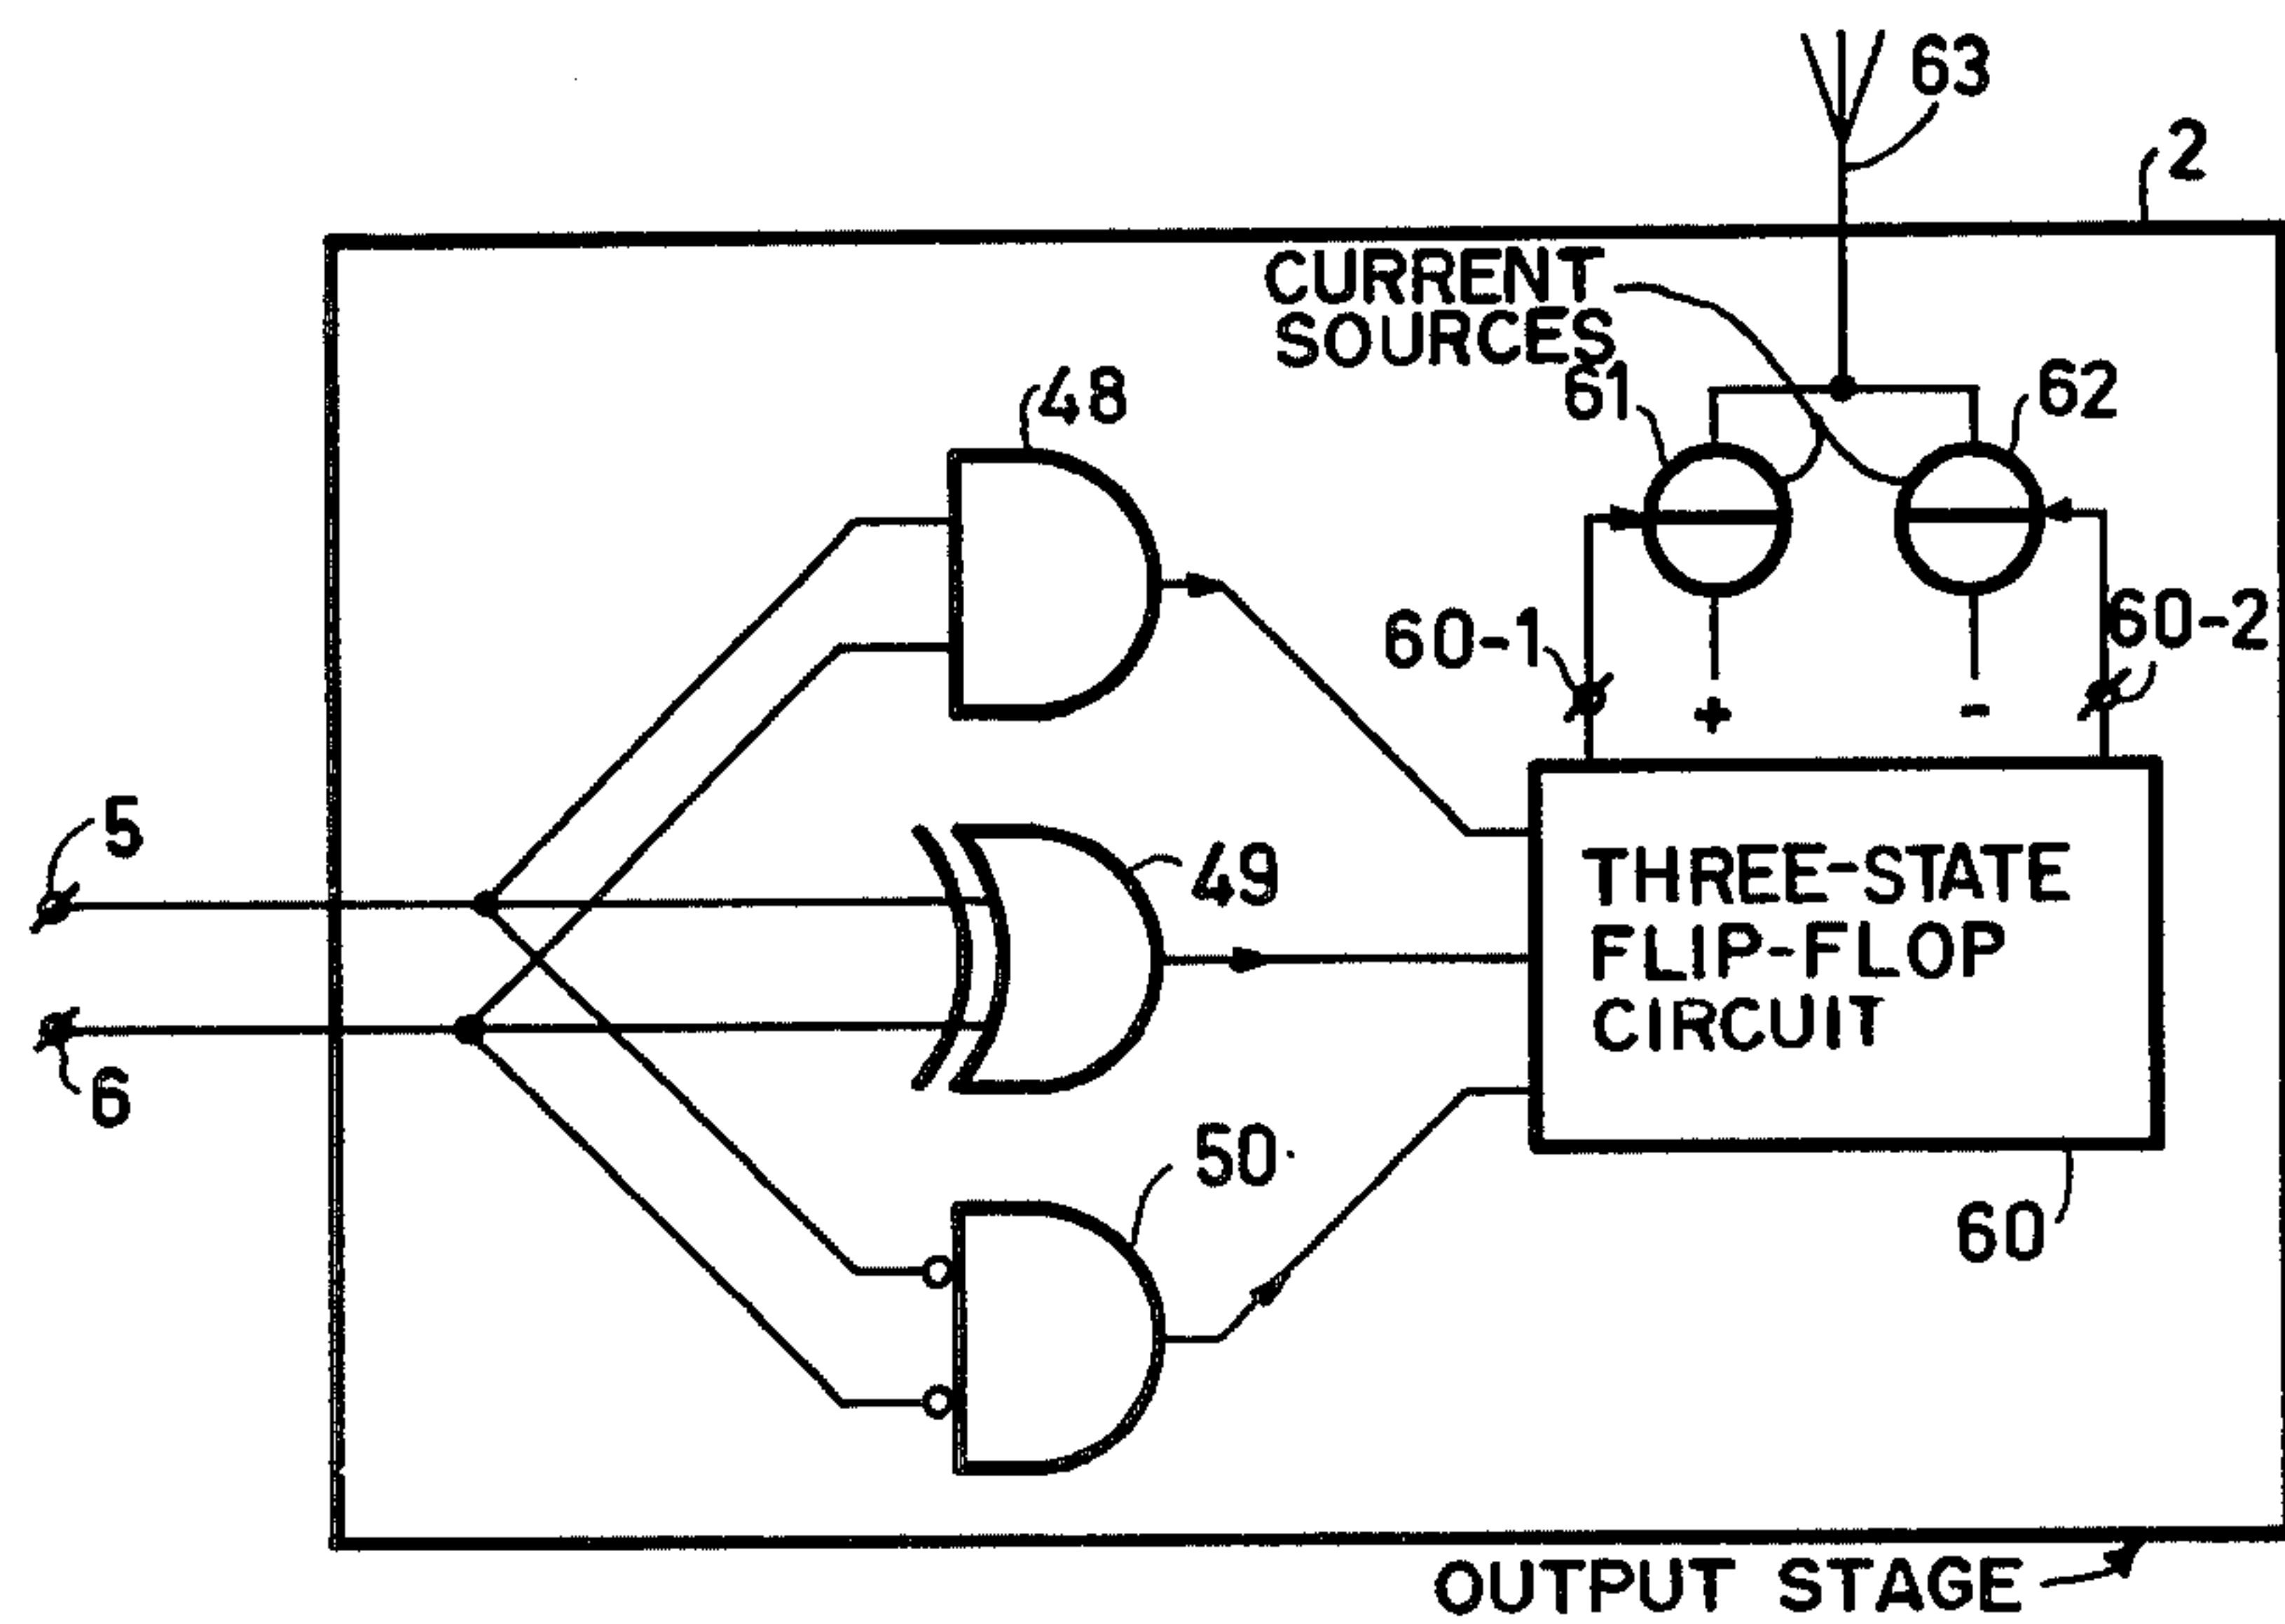 63
2
CURRENT
SOURCES
61
62
48
60-1
60-2
+
-
5
49
THREE-STATE
FLIP-FLOP
CIRCUIT
6
50
60
OUTPUT STAGE